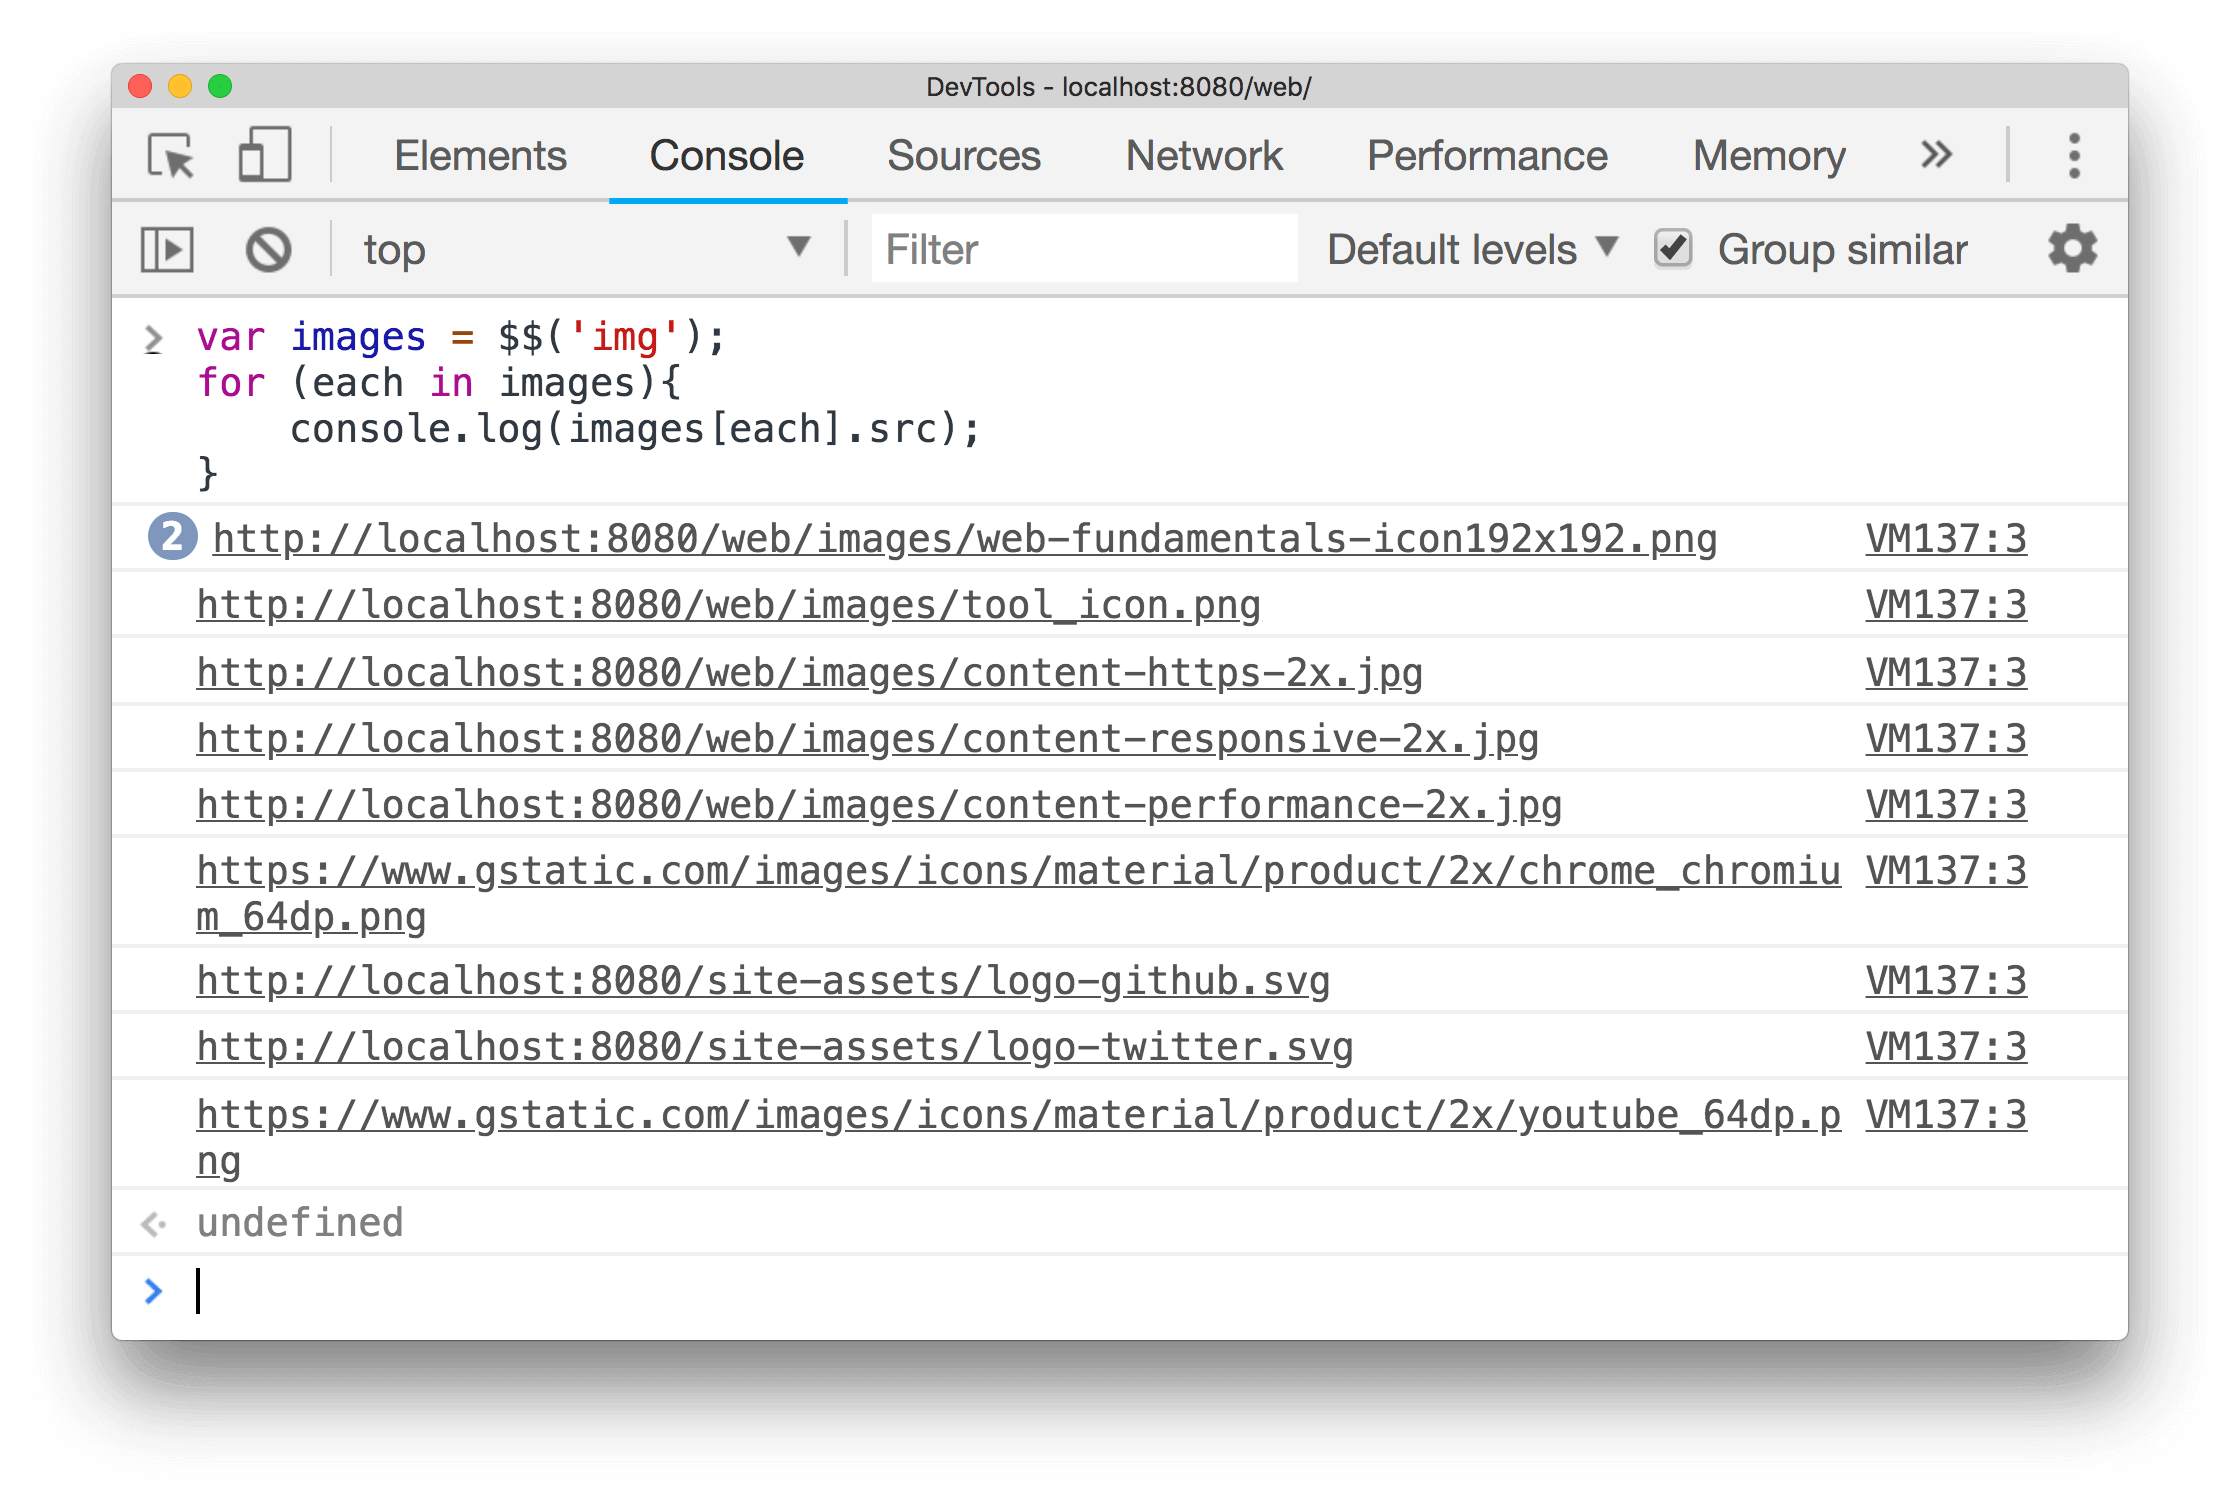 DevTools - localhost:8080/web/
Elements Console Sources Network Performance Memory
top Filter Default levels Group similar
var images = $$('img');
for (each in images){
    console.log(images[each].src);
}
2 http://localhost:8080/web/images/web-fundamentals-icon192x192.png VM137:3
http://localhost:8080/web/images/tool_icon.png VM137:3
http://localhost:8080/web/images/content-https-2x.jpg VM137:3
http://localhost:8080/web/images/content-responsive-2x.jpg VM137:3
http://localhost:8080/web/images/content-performance-2x.jpg VM137:3
https://www.gstatic.com/images/icons/material/product/2x/chrome_chromiu VM137:3
m_64dp.png
http://localhost:8080/site-assets/logo-github.svg VM137:3
http://localhost:8080/site-assets/logo-twitter.svg VM137:3
https://www.gstatic.com/images/icons/material/product/2x/youtube_64dp.p VM137:3
ng
undefined